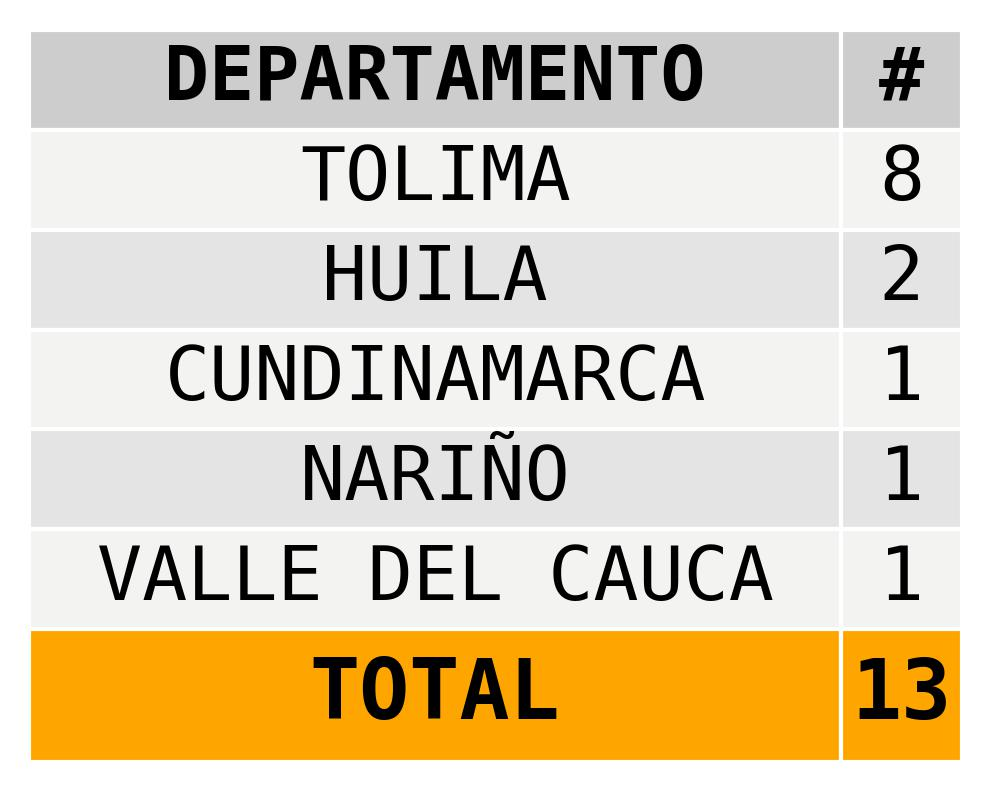 DEPARTAMENTO #
TOLIMA 8
HUILA 2
CUNDINAMARCA 1
NARIÑO 1
VALLE DEL CAUCA 1
TOTAL 13